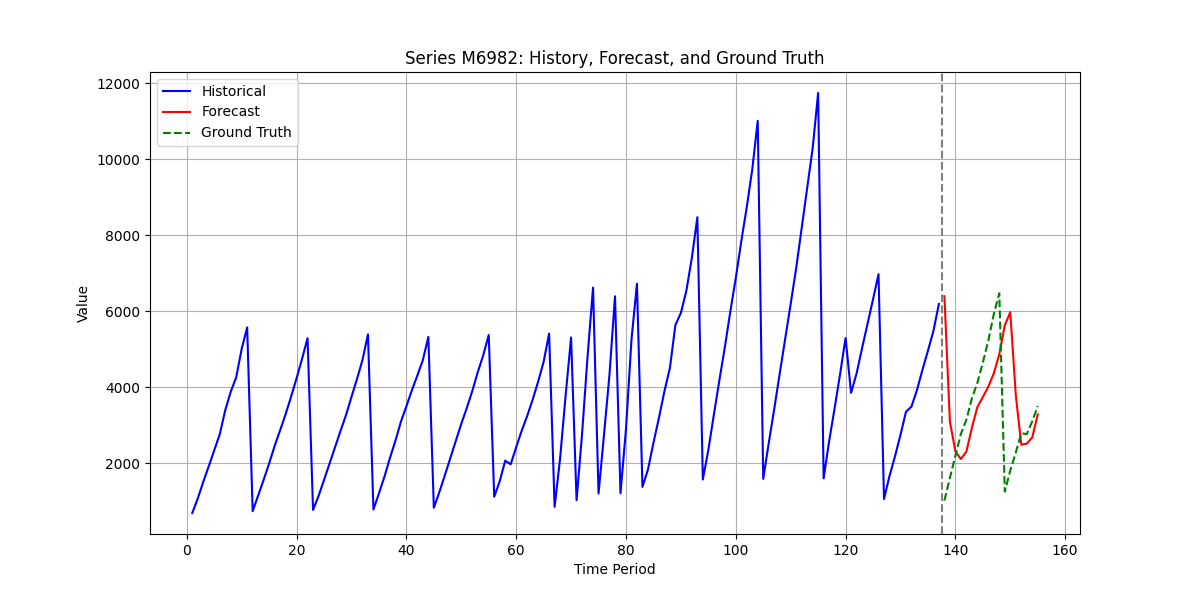 Series M6982: History, Forecast, and Ground Truth
12000
10000
8000
6000
4000
2000
Value
Historical
Forecast
Ground Truth
0
20
40
60
80
100
120
140
160
Time Period